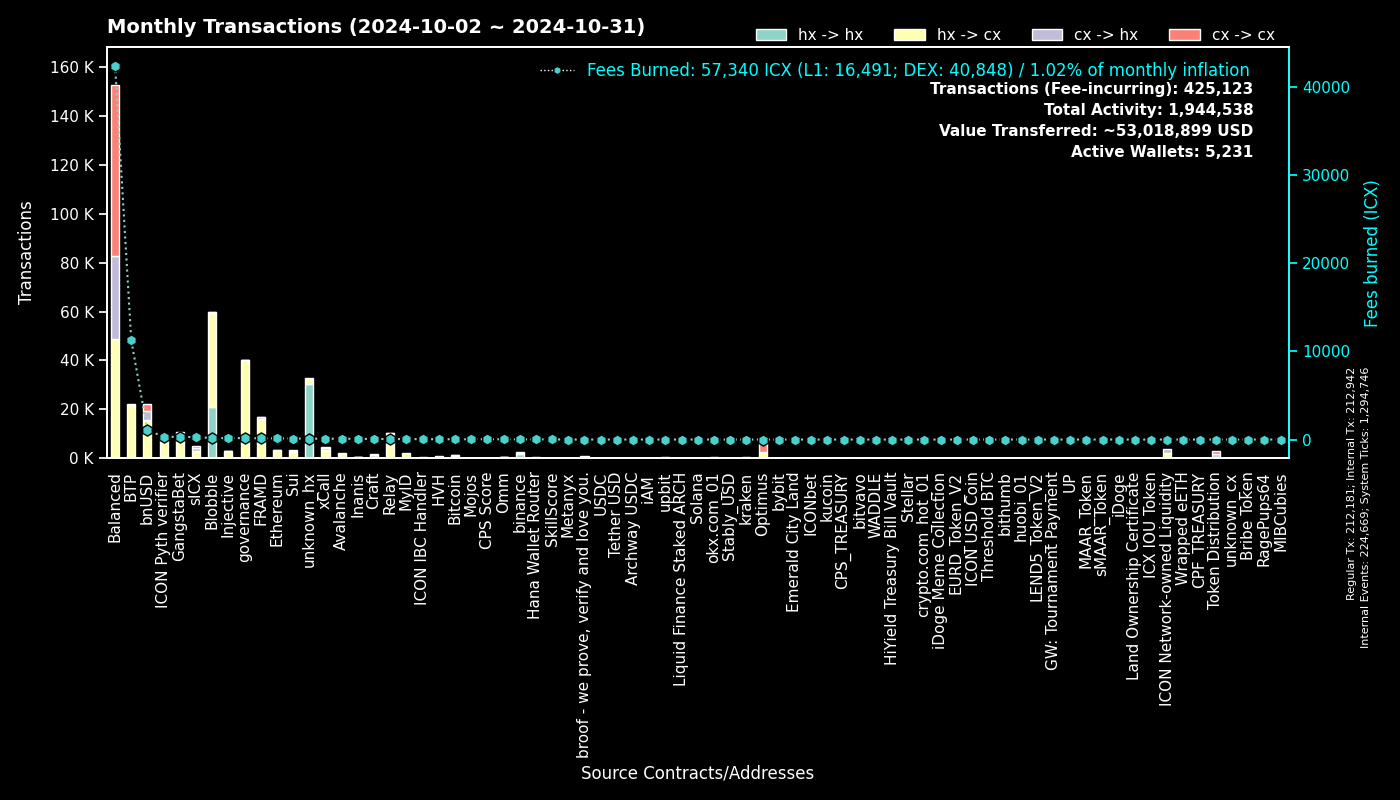 Monthly Transactions (2024-10-02 ~ 2024-10-31)
hx -> hx
hx -> cx
cx -> hx
cx -> cx
Fees Burned: 57,340 ICX (L1: 16,491; DEX: 40,848) / 1.02% of monthly inflation
Transactions (Fee-incurring): 425,123
Total Activity: 1,944,538
Value Transferred: ~53,018,899 USD
Active Wallets: 5,231
Transactions
160 K
140 K
120 K
100 K
80 K
60 K
40 K
20 K
0 K
40000
30000
20000
10000
0
Fees burned (ICX)
Regular Tx: 212,181; Internal Tx: 212,942
Internal Events: 224,669; System Ticks: 1,294,746
Balanced
BTP
bnUSD
ICON Pyth verifier
GangstaBet
sICX
Blobble
Injective
governance
FRAMD
Ethereum
Sui
unknown_hx
xCall
Avalanche
Inanis
Craft
Relay
MyID
ICON IBC Handler
HVH
Bitcoin
Mojos
CPS Score
Omm
binance
Hana Wallet Router
SkillScore
Metanyx
broof - we prove, verify and love you.
USDC
Tether USD
Archway USDC
iAM
upbit
Liquid Finance Staked ARCH
Solana
okx.com_01
Stably_USD
kraken
Optimus
bybit
Emerald City Land
ICONbet
kucoin
CPS_TREASURY
bitvavo
WADDLE
HiYield Treasury Bill Vault
Stellar
crypto.com_hot_01
iDoge Meme Collection
EURD_Token_V2
ICON USD Coin
Threshold BTC
bithumb
huobi_01
LEND5_Token_V2
GW: Tournament Payment
UP
MAAR_Token
sMAAR_Token
iDoge
Land Ownership Certificate
ICX IOU Token
ICON Network-owned Liquidity
Wrapped eETH
CPF_TREASURY
Token Distribution
unknown_cx
Bribe Token
RagePups64
MIBCubies
Source Contracts/Addresses